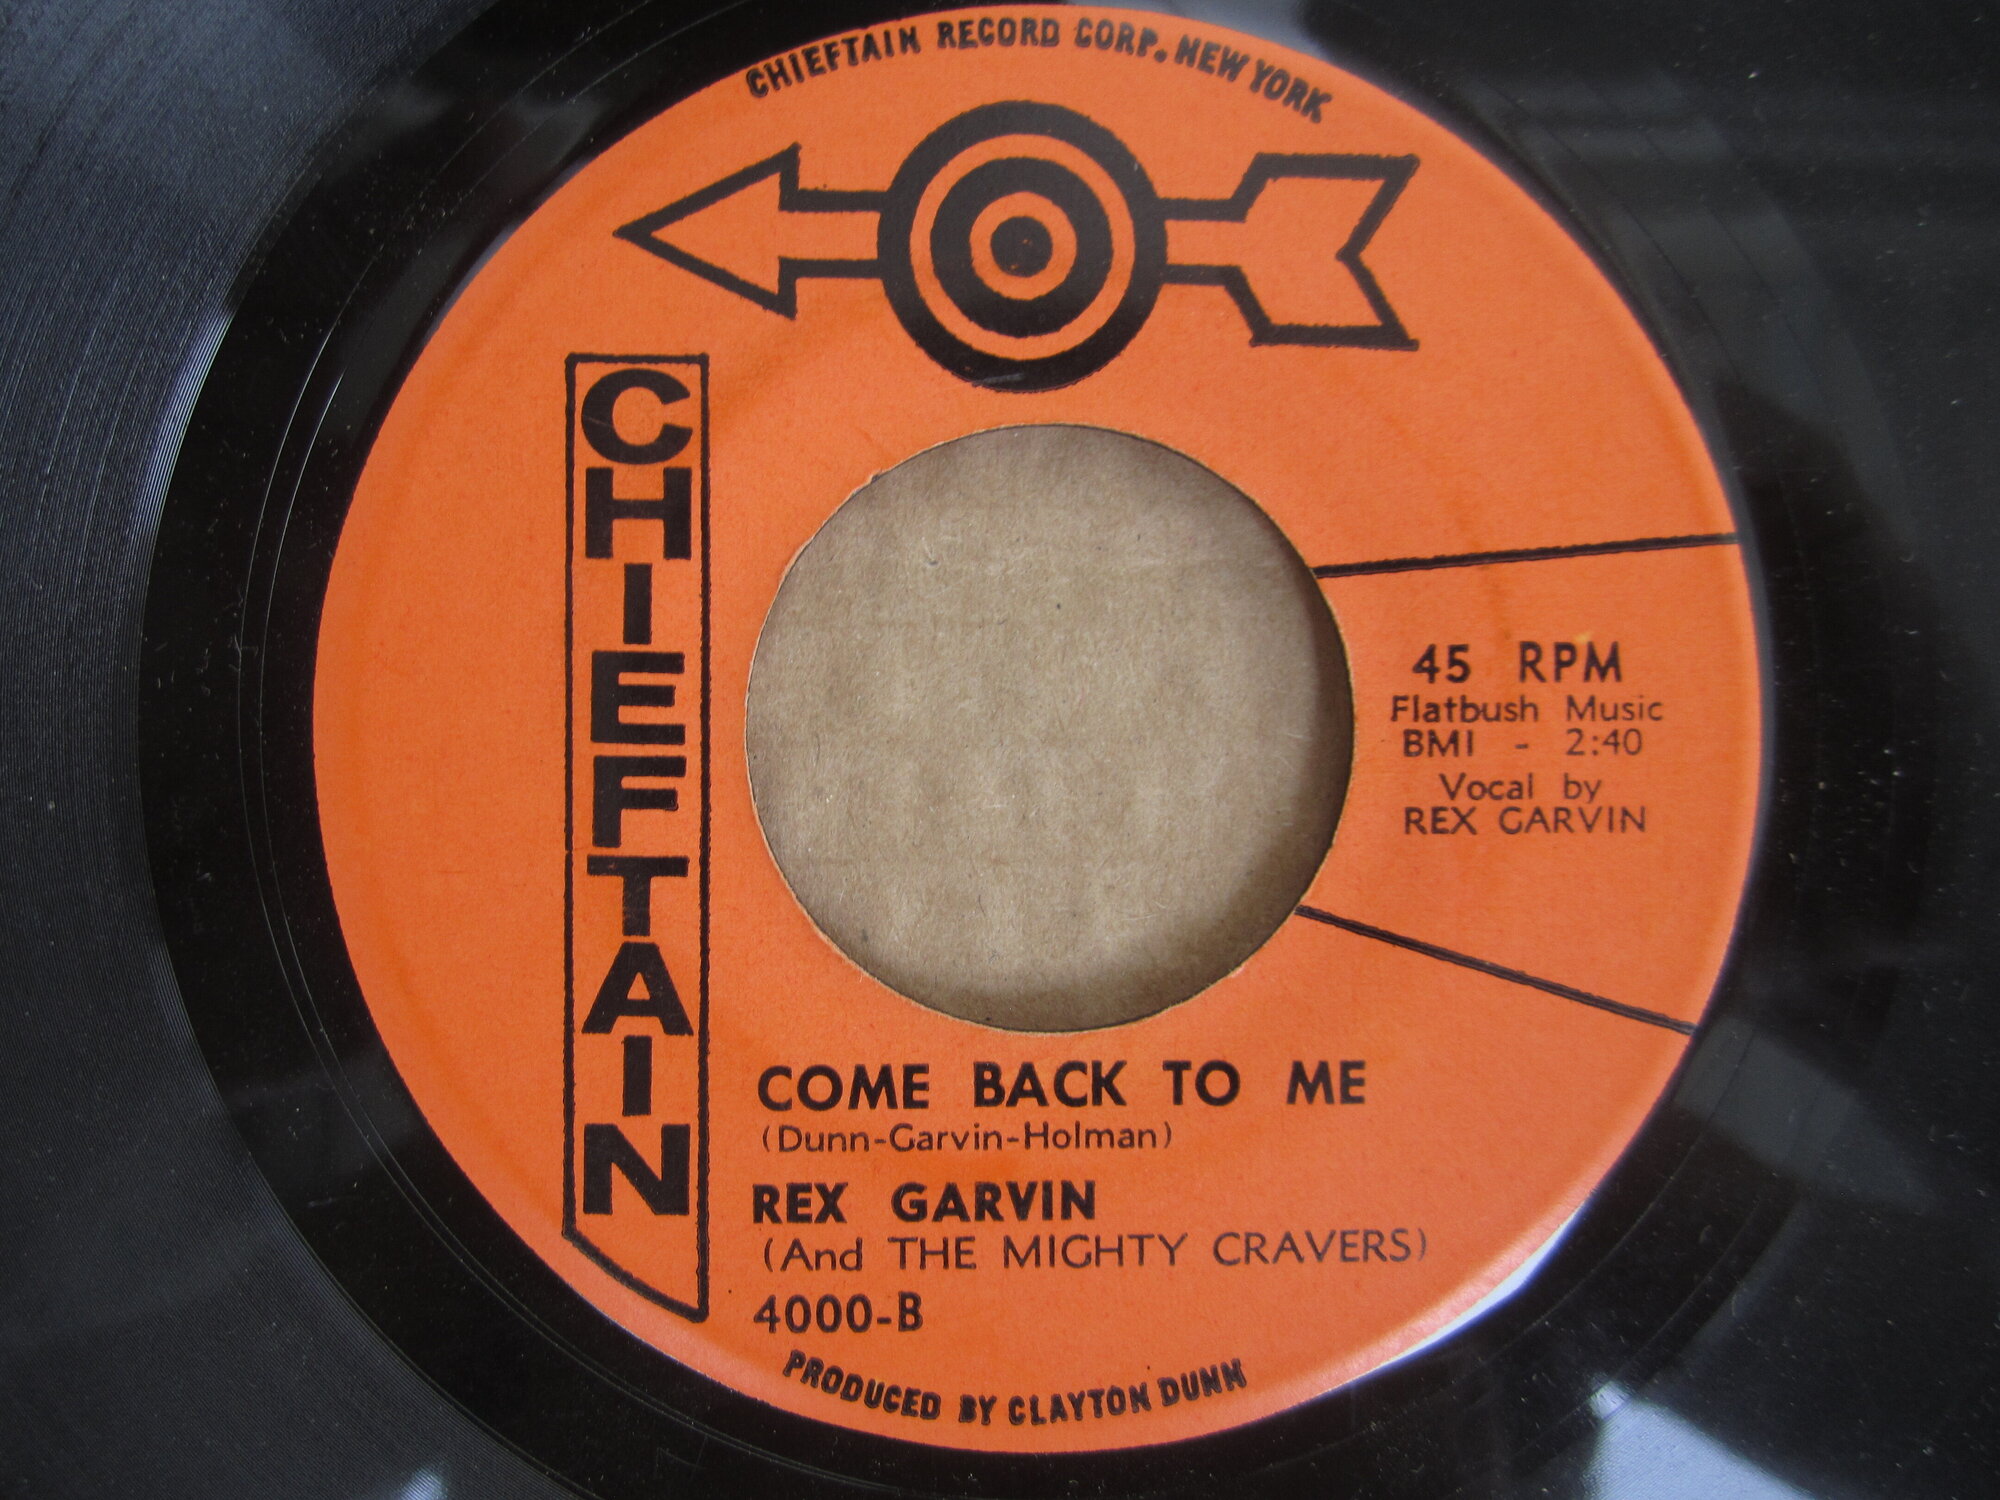 CHIEFTAIN RECORD CORP. NEW YORK
CHIEFTAIN
45 RPM
Flatbush Music
BMI - 2:40
Vocal by
REX GARVIN
COME BACK TO ME
(Dunn-Garvin-Holman)
REX GARVIN
(And THE MIGHTY CRAVERS)
4000-B
PRODUCED BY CLAYTON DUNN